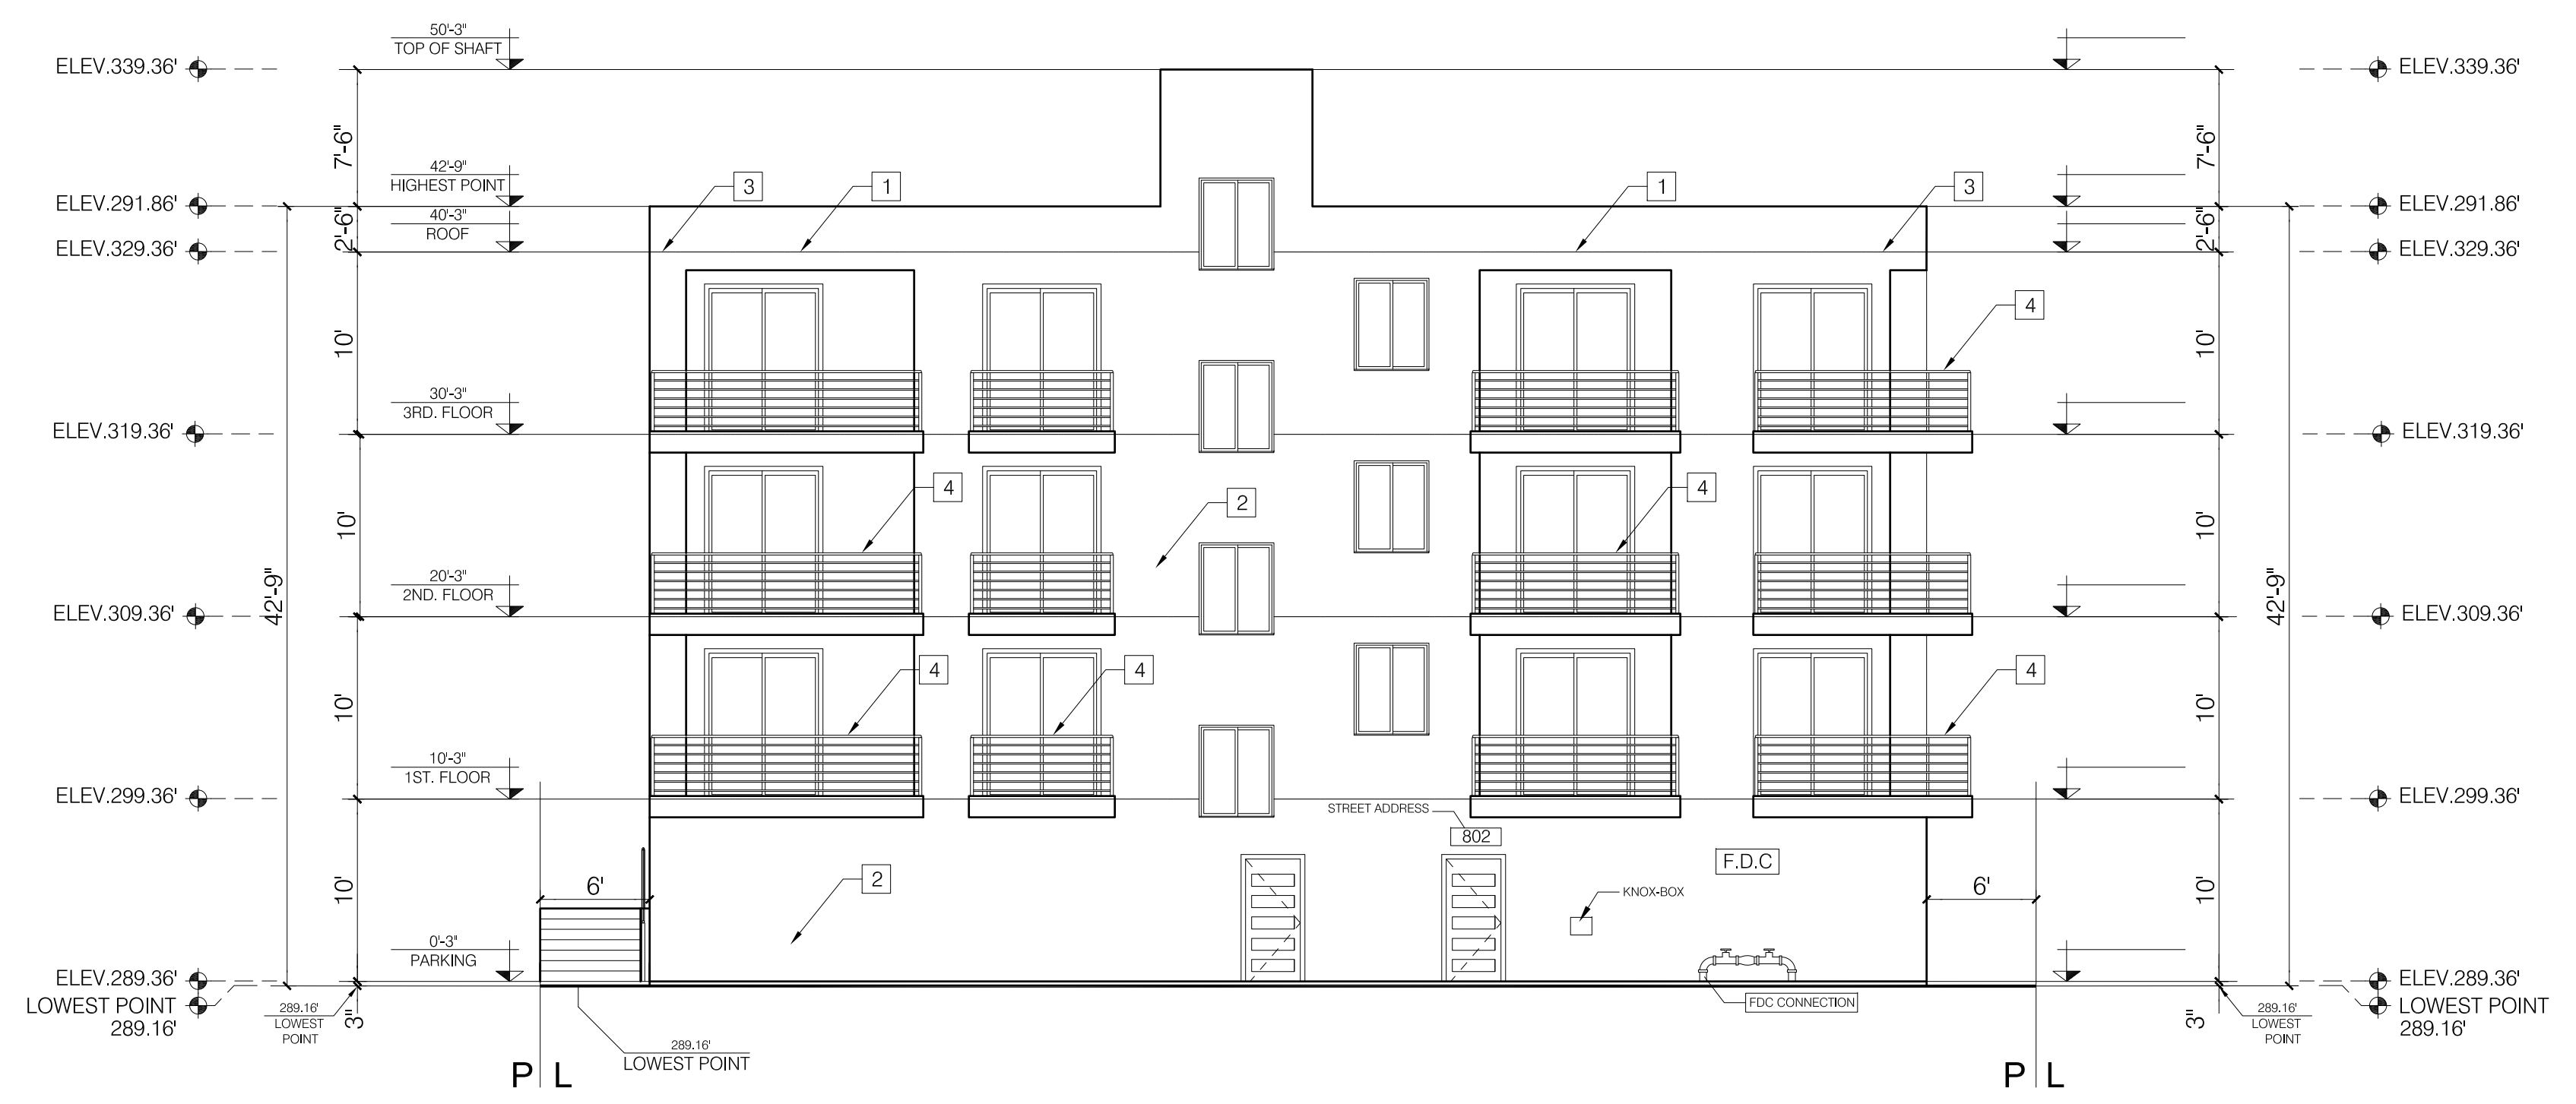 50'-3"
TOP OF SHAFT
ELEV.339.36'
ELEV.339.36'
7'-6"
7'-6"
42'-9"
HIGHEST POINT
3
1
1
3
ELEV.291.86'
ELEV.291.86'
40'-3"
ROOF
2'-6"
2'-6"
ELEV.329.36'
ELEV.329.36'
4
10'
10'
30'-3"
3RD. FLOOR
ELEV.319.36'
ELEV.319.36'
4
4
2
10'
10'
20'-3"
2ND. FLOOR
42'-9"
42'-9"
ELEV.309.36'
ELEV.309.36'
4
4
4
10'
10'
10'-3"
1ST. FLOOR
ELEV.299.36'
ELEV.299.36'
STREET ADDRESS
802
F.D.C
6'
2
KNOX-BOX
6'
10'
10'
0'-3"
PARKING
ELEV.289.36'
ELEV.289.36'
LOWEST POINT
289.16'
LOWEST POINT
289.16'
289.16'
LOWEST
POINT
3"
FDC CONNECTION
3"
289.16'
LOWEST
POINT
289.16'
LOWEST POINT
P L
P L